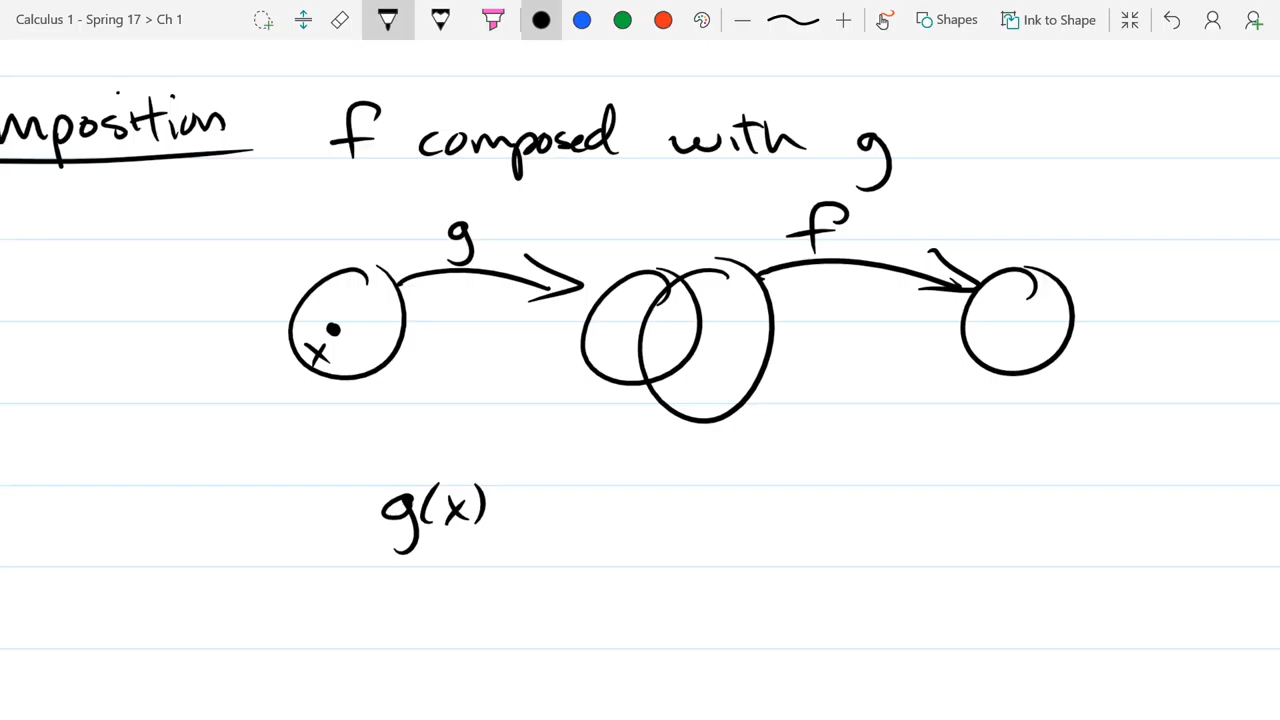 Calculus 1 - Spring 17 > Ch 1
Shapes
Ink to Shape
mposition f composed with g
g f
x
g(x)